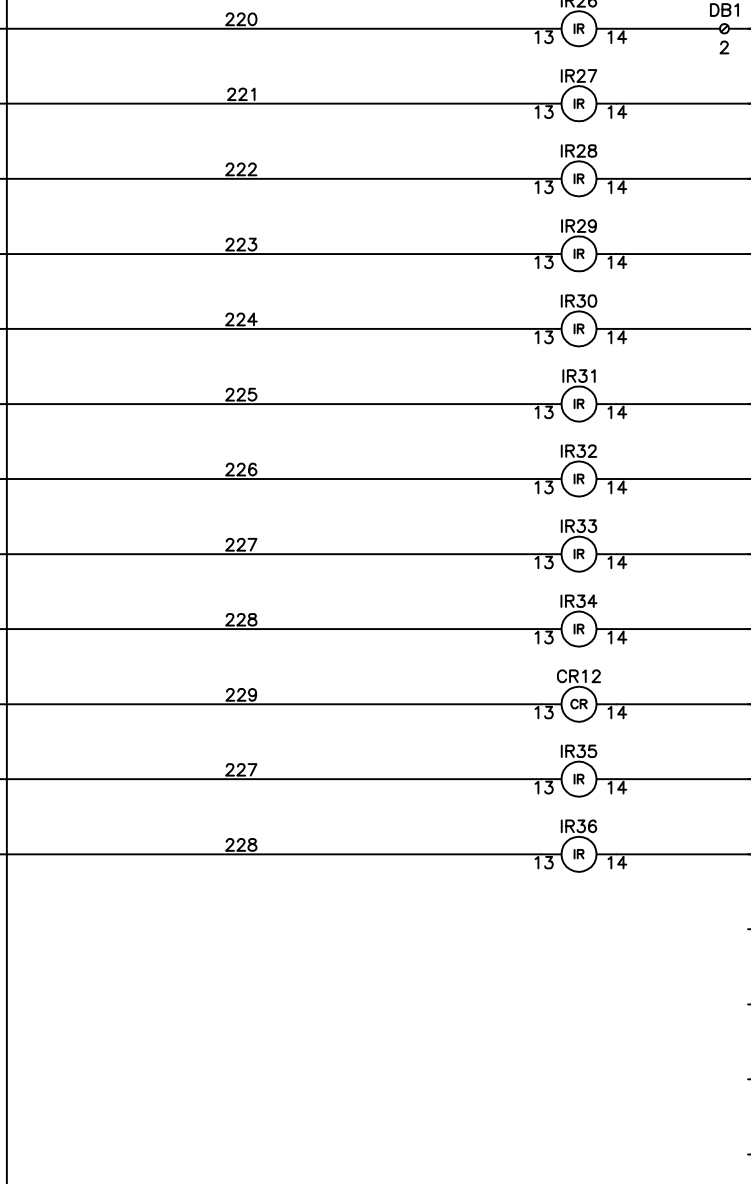 IR26
220 13 IR 14 DB1 2
IR27
221 13 IR 14
IR28
222 13 IR 14
IR29
223 13 IR 14
IR30
224 13 IR 14
IR31
225 13 IR 14
IR32
226 13 IR 14
IR33
227 13 IR 14
IR34
228 13 IR 14
CR12
229 13 CR 14
IR35
227 13 IR 14
IR36
228 13 IR 14